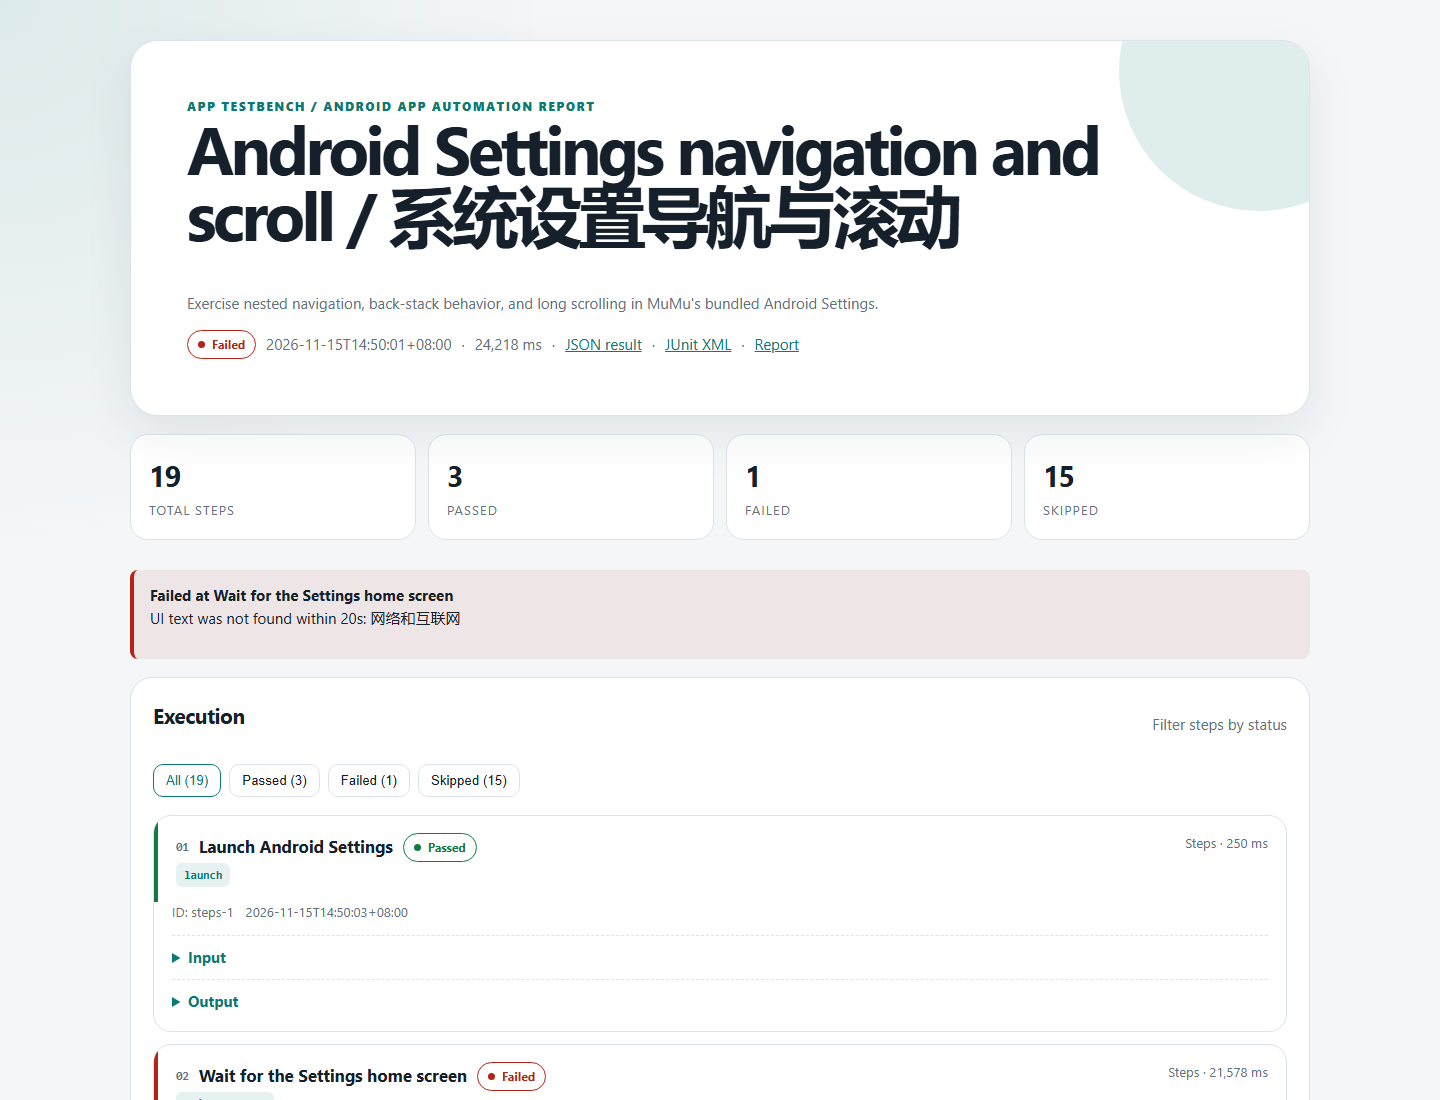 APP TESTBENCH / ANDROID APP AUTOMATION REPORT
Android Settings navigation and
scroll / 系统设置导航与滚动
Exercise nested navigation, back-stack behavior, and long scrolling in MuMu's bundled Android Settings.
Failed 2026-11-15T14:50:01+08:00 · 24,218 ms · JSON result · JUnit XML · Report
19
TOTAL STEPS
3
PASSED
1
FAILED
15
SKIPPED
Failed at Wait for the Settings home screen
UI text was not found within 20s: 网络和互联网
Execution
Filter steps by status
All (19) Passed (3) Failed (1) Skipped (15)
01 Launch Android Settings Passed Steps · 250 ms
launch
ID: steps-1 2026-11-15T14:50:03+08:00
Input
Output
02 Wait for the Settings home screen Failed Steps · 21,578 ms